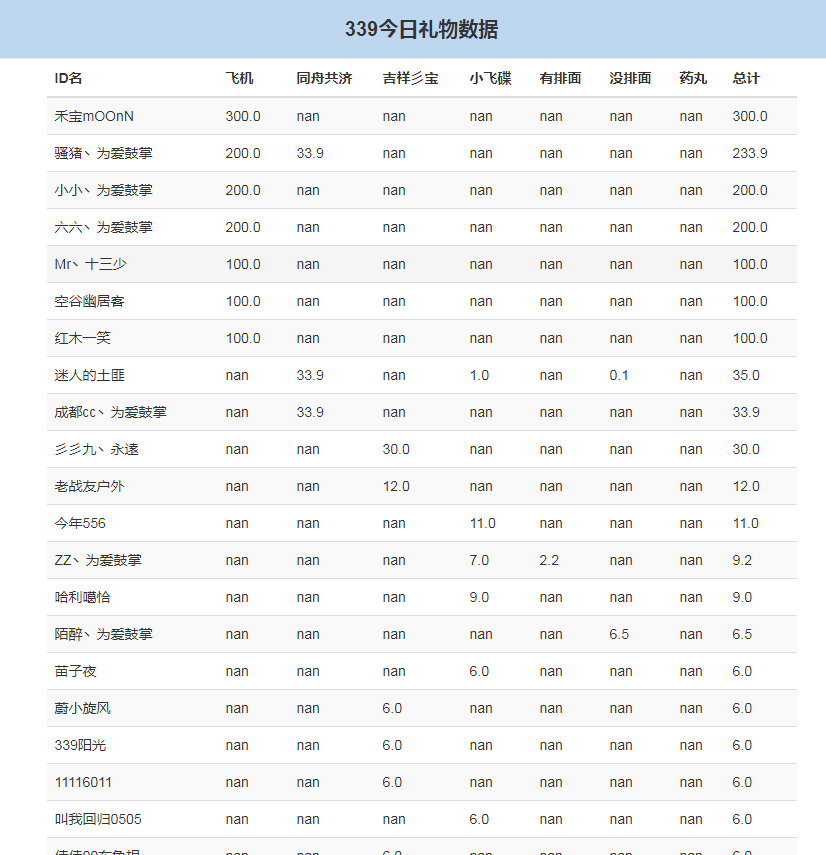 339今日礼物数据
ID名 飞机 同舟共济 吉祥彡宝 小飞碟 有排面 没排面 药丸 总计
禾宝mOOnN 300.0 nan nan nan nan nan nan 300.0
骚猪丶为爱鼓掌 200.0 33.9 nan nan nan nan nan 233.9
小小丶为爱鼓掌 200.0 nan nan nan nan nan nan 200.0
六六丶为爱鼓掌 200.0 nan nan nan nan nan nan 200.0
Mr丶十三少 100.0 nan nan nan nan nan nan 100.0
空谷幽居客 100.0 nan nan nan nan nan nan 100.0
红木一笑 100.0 nan nan nan nan nan nan 100.0
迷人的土匪 nan 33.9 nan 1.0 nan 0.1 nan 35.0
成都cc丶为爱鼓掌 nan 33.9 nan nan nan nan nan 33.9
彡彡九丶永遠 nan nan 30.0 nan nan nan nan 30.0
老战友户外 nan nan 12.0 nan nan nan nan 12.0
今年556 nan nan nan 11.0 nan nan nan 11.0
ZZ丶为爱鼓掌 nan nan nan 7.0 2.2 nan nan 9.2
哈利噶恰 nan nan nan 9.0 nan nan nan 9.0
陌醉丶为爱鼓掌 nan nan nan nan nan 6.5 nan 6.5
苗子夜 nan nan nan 6.0 nan nan nan 6.0
蔚小旋风 nan nan 6.0 nan nan nan nan 6.0
339阳光 nan nan 6.0 nan nan nan nan 6.0
11116011 nan nan 6.0 nan nan nan nan 6.0
叫我回归0505 nan nan nan 6.0 nan nan nan 6.0
nan nan 6.0 nan nan nan nan 6.0